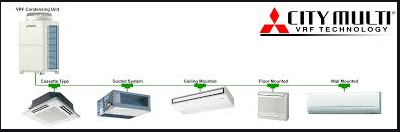 VRF Condensing Unit
CITY MULTI
VRF TECHNOLOGY
Cassette Type
Ducted System
Ceiling Mounted
Floor Mounted
Wall Mounted